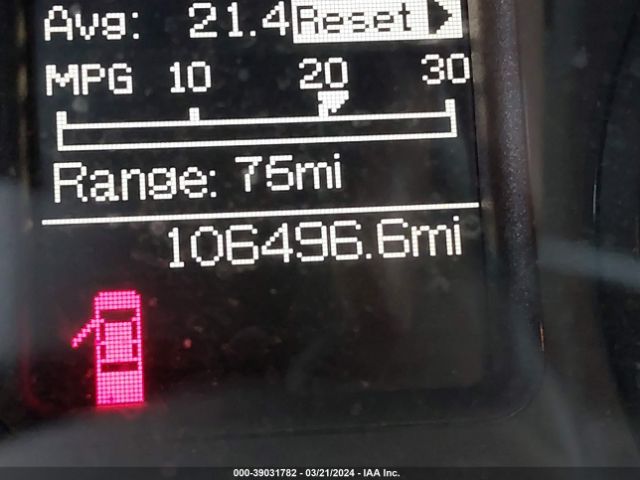 Avg: 21.4 Reset
MPG 10 20 30
Range: 75mi
106496.6mi
000-39031782 - 03/21/2024 - IAA Inc.